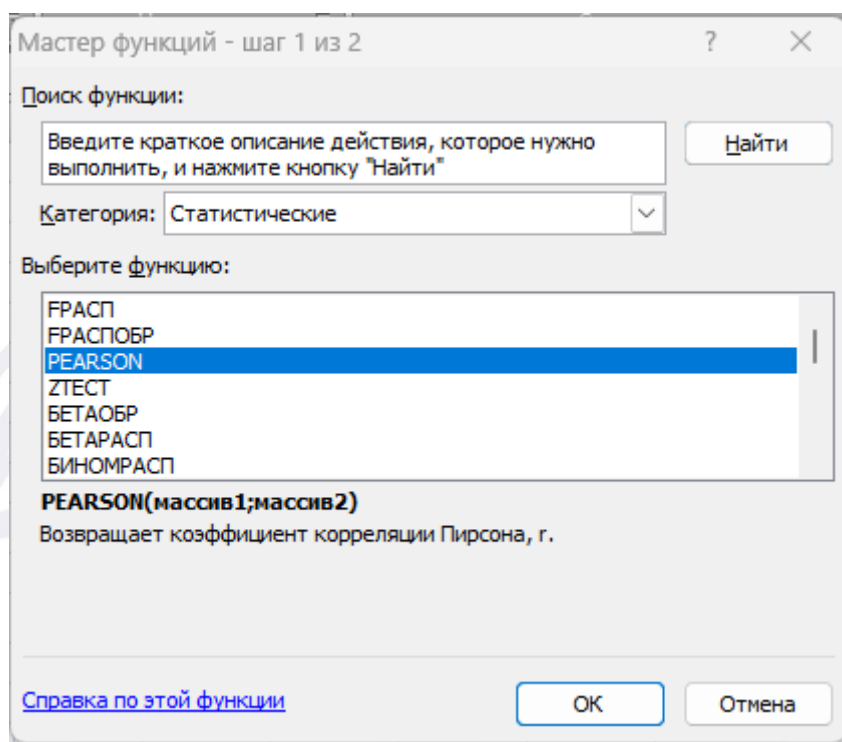 Мастер функций - шаг 1 из 2
?
Поиск функции:
Введите краткое описание действия, которое нужно
выполнить, и нажмите кнопку "Найти"
Найти
Категория: Статистические
Выберите функцию:
FРАСП
FРАСПОБР
PEARSON
ZТЕСТ
БЕТАОБР
БЕТАРАСП
БИНОМРАСП
PEARSON(массив1;массив2)
Возвращает коэффициент корреляции Пирсона, r.
Справка по этой функции
ОК
Отмена